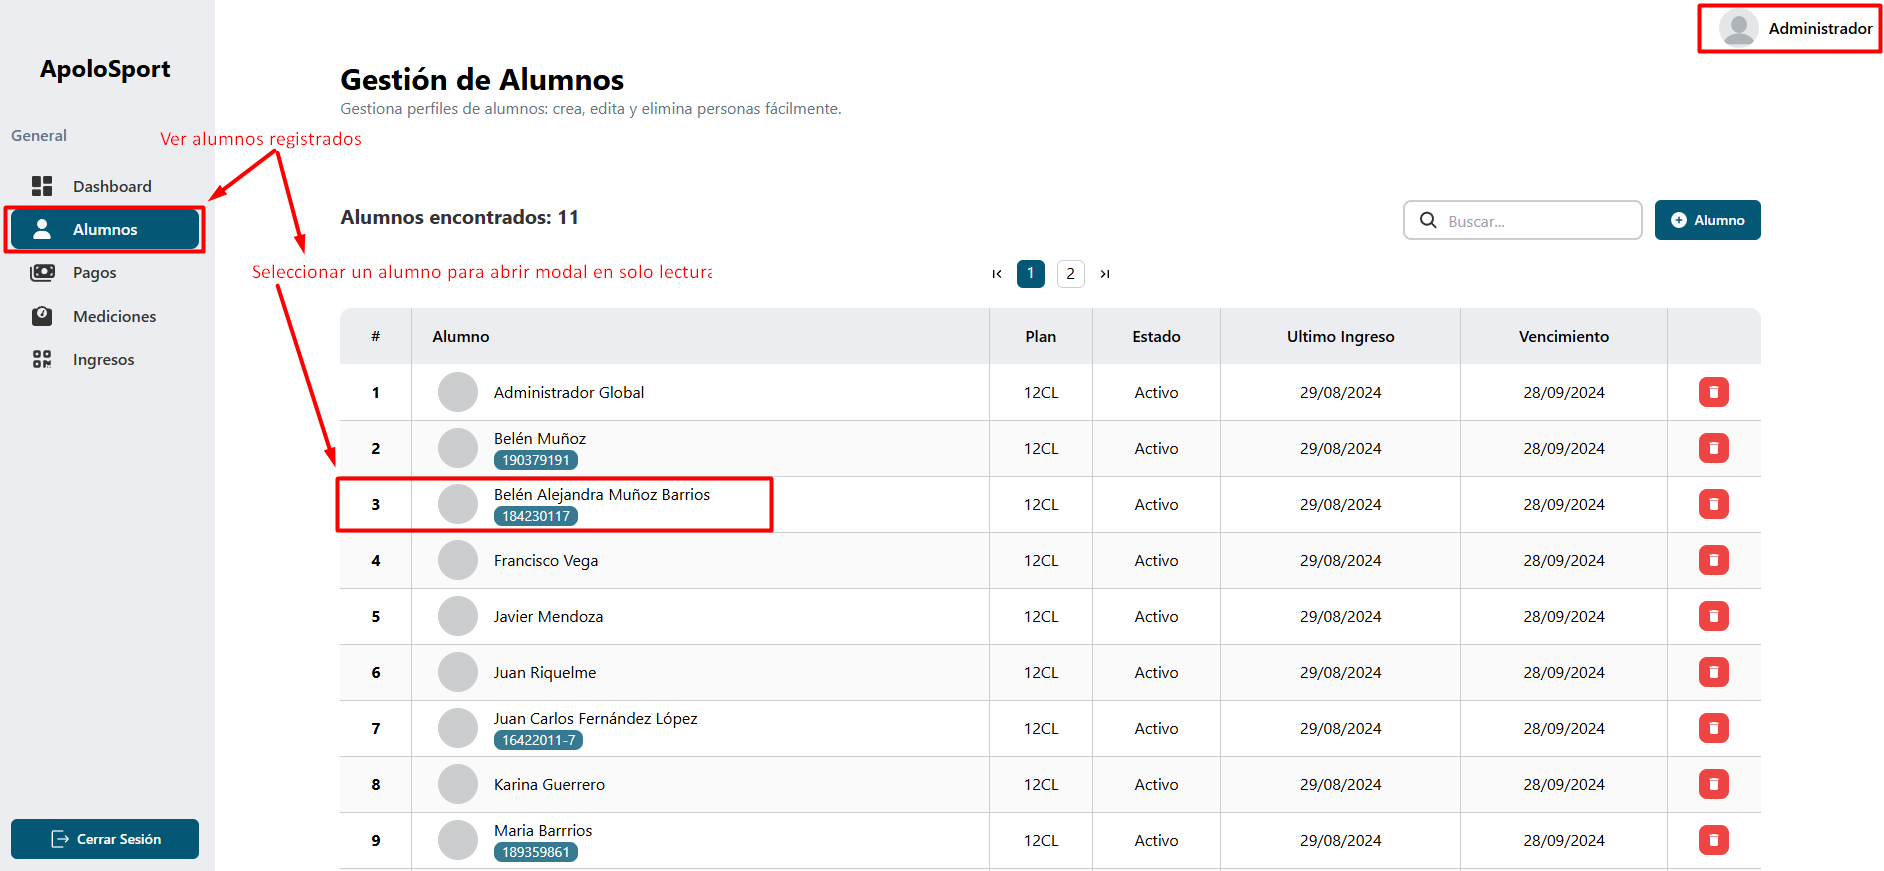 Administrador
ApoloSport
Gestión de Alumnos
Gestiona perfiles de alumnos: crea, edita y elimina personas fácilmente.
General
Ver alumnos registrados
Dashboard
Alumnos
Pagos
Mediciones
Ingresos
Alumnos encontrados: 11
Buscar...
Alumno
Seleccionar un alumno para abrir modal en solo lectura
1 2
# Alumno Plan Estado Ultimo Ingreso Vencimiento
1 Administrador Global 12CL Activo 29/08/2024 28/09/2024
2 Belén Muñoz 12CL Activo 29/08/2024 28/09/2024
190379191
3 Belén Alejandra Muñoz Barrios 12CL Activo 29/08/2024 28/09/2024
184230117
4 Francisco Vega 12CL Activo 29/08/2024 28/09/2024
5 Javier Mendoza 12CL Activo 29/08/2024 28/09/2024
6 Juan Riquelme 12CL Activo 29/08/2024 28/09/2024
7 Juan Carlos Fernández López 12CL Activo 29/08/2024 28/09/2024
16422011-7
8 Karina Guerrero 12CL Activo 29/08/2024 28/09/2024
9 Maria Barrrios 12CL Activo 29/08/2024 28/09/2024
189359861
Cerrar Sesión